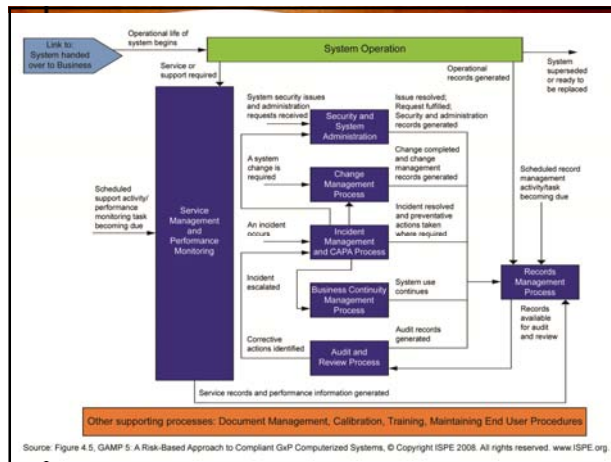 Link to:
System handed
over to Business
Operational life of
system begins
System Operation
System
superseded
or ready to
be replaced
Service or
support required
Operational
records generated
System security issues
and administration
requests received
Security and
System
Administration
Issue resolved;
Request fulfilled;
Security and administration
records generated
A system
change is
required
Change
Management
Process
Change completed
and change
management
records generated
Scheduled record
management
activity/task
becoming due
Scheduled
support activity/
performance
monitoring task
becoming due
Service
Management
and
Performance
Monitoring
An incident
occurs
Incident
Management
and CAPA Process
Incident resolved
and preventative
actions taken
where required
Incident
escalated
Business Continuity
Management
Process
System use
continues
Records
Management
Process
Corrective
actions identified
Audit and
Review Process
Audit records
generated
Records
available
for audit
and review
Service records and performance information generated
Other supporting processes: Document Management, Calibration, Training, Maintaining End User Procedures
Source: Figure 4.5, GAMP 5: A Risk-Based Approach to Compliant GxP Computerized Systems, © Copyright ISPE 2008. All rights reserved. www.ISPE.org.